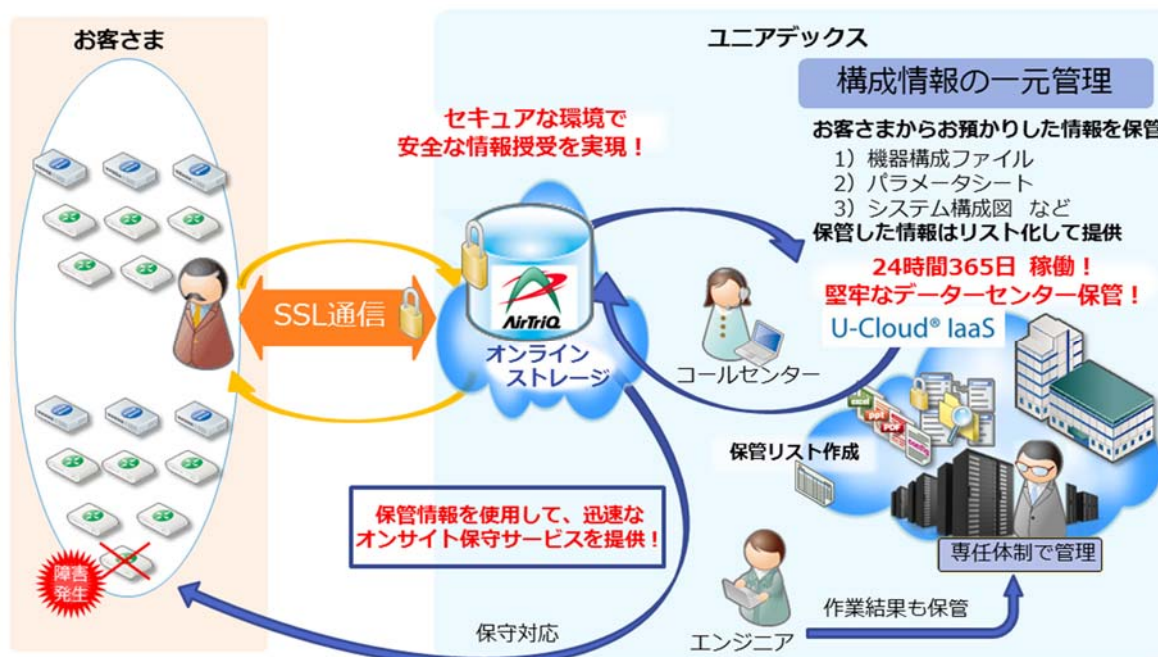 お客さま
ユニアデックス
構成情報の一元管理
セキュアな環境で
安全な情報授受を実現！
お客さまからお預かりした情報を保管
1）機器構成ファイル
2）パラメータシート
3）システム構成図 など
保管した情報はリスト化して提供
24時間365日 稼働！
堅牢なデーターセンター保管！
U-Cloud® IaaS
SSL通信
AirTriQ
オンライン
ストレージ
コールセンター
excel
ppt
PDF
config
保管リスト作成
保管情報を使用して、迅速な
オンサイト保守サービスを提供！
専任体制で管理
障害
発生
作業結果も保管
保守対応
エンジニア